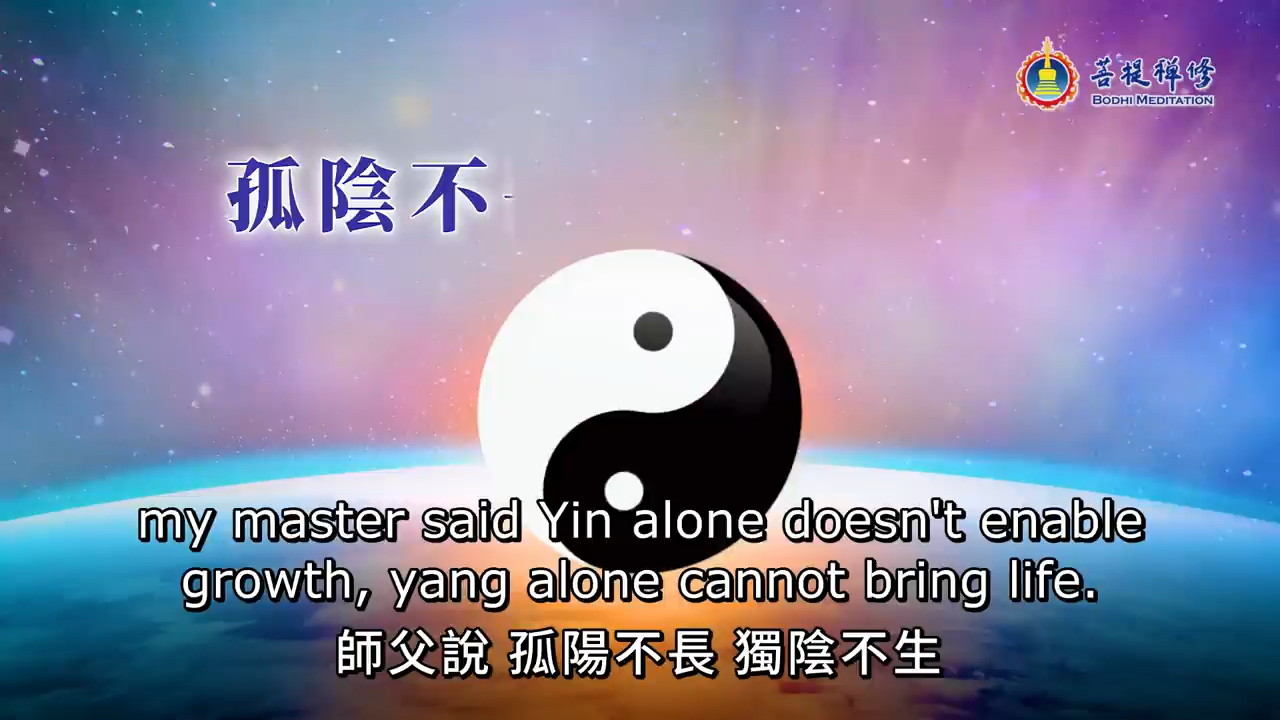 菩提禪修
BODHI MEDITATION
孤陰不
my master said Yin alone doesn't enable
growth, yang alone cannot bring life.
師父說 孤陽不長 獨陰不生